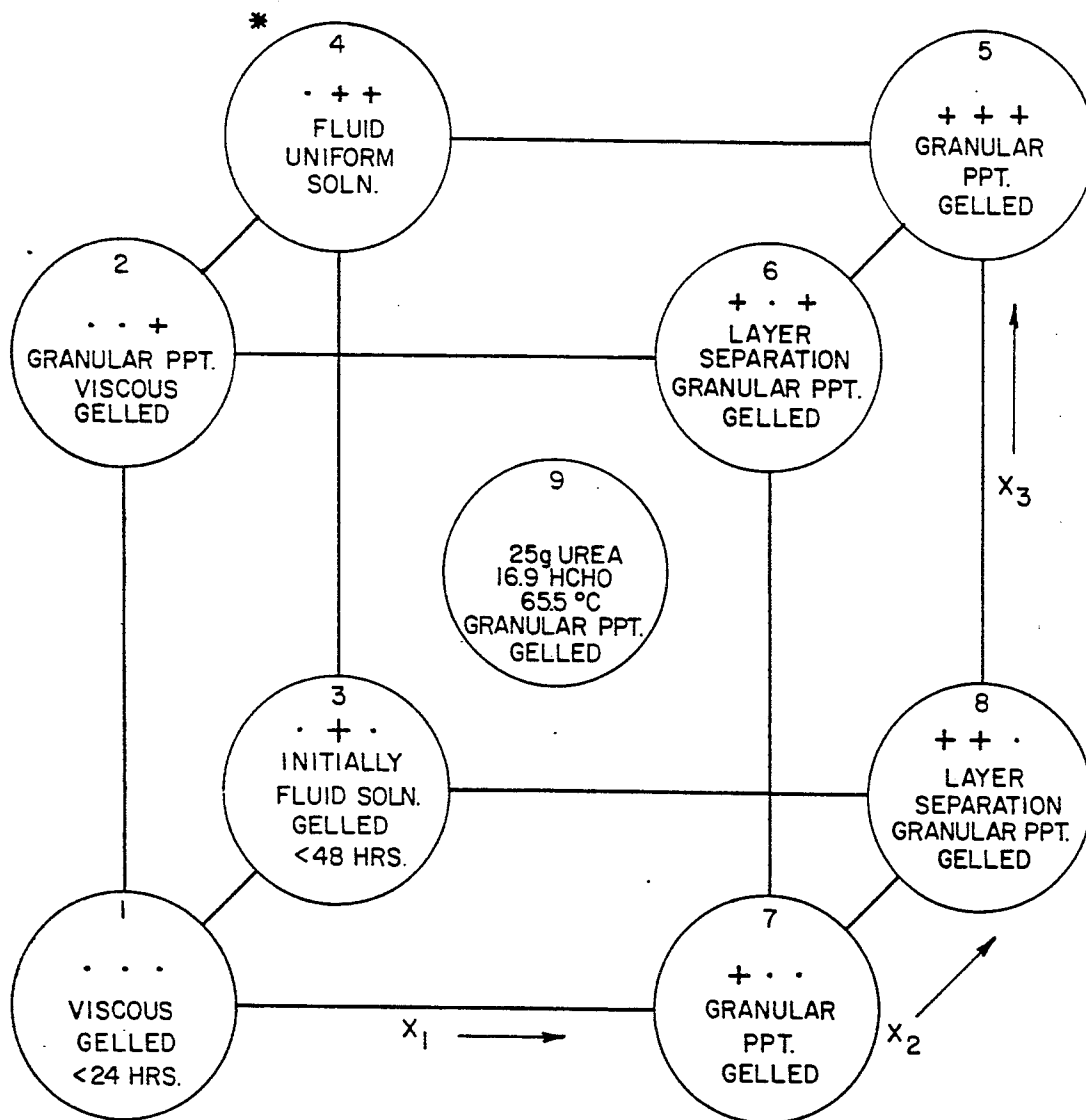 *
4
· + +
FLUID
UNIFORM
SOLN.
5
+ + +
GRANULAR
PPT.
GELLED
2
· · +
GRANULAR PPT.
VISCOUS
GELLED
6
+ · +
LAYER
SEPARATION
GRANULAR PPT.
GELLED
X3
9
25g UREA
16.9 HCHO
65.5 °C
GRANULAR PPT.
GELLED
3
· + ·
INITIALLY
FLUID SOLN.
GELLED
<48 HRS.
8
+ + ·
LAYER
SEPARATION
GRANULAR PPT.
GELLED
1
· · ·
VISCOUS
GELLED
<24 HRS.
X1
7
+ · ·
GRANULAR
PPT.
GELLED
X2